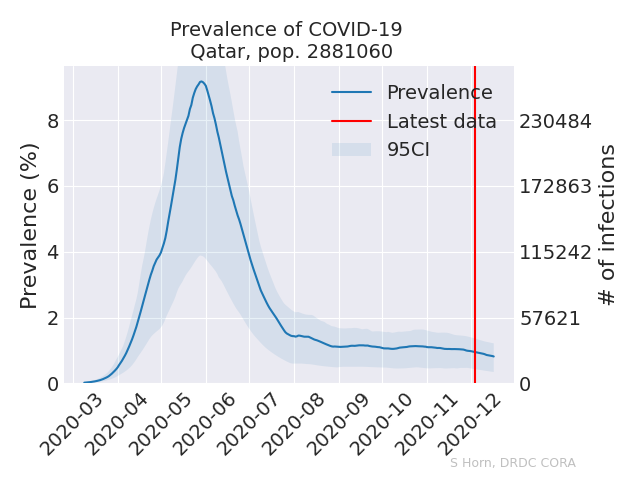 Prevalence of COVID-19
Qatar, pop. 2881060
Prevalence
Latest data
95CI
Prevalence (%)
8
6
4
2
0
230484
172863
115242
57621
0
# of infections
2020-03
2020-04
2020-05
2020-06
2020-07
2020-08
2020-09
2020-10
2020-11
2020-12
S Horn, DRDC CORA